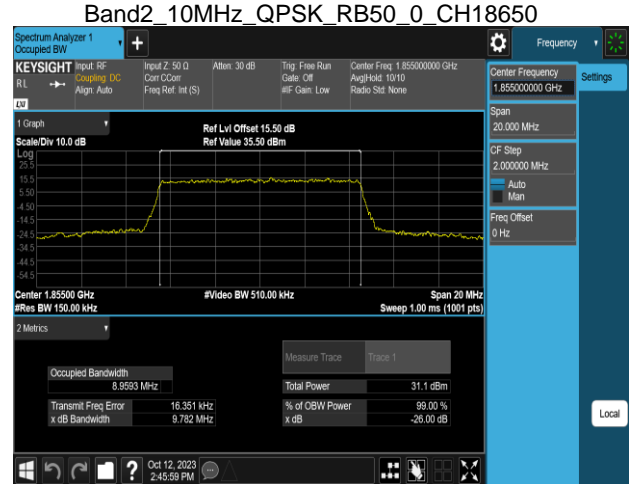 Band2_10MHz_QPSK_RB50_0_CH18650
Spectrum Analyzer 1
Occupied BW
+
Frequency
KEYSIGHT
RL
LXI
Input: RF
Coupling: DC
Align: Auto
Input Z: 50 Ω
Corr CCorr
Freq Ref: Int (S)
Atten: 30 dB
Trig: Free Run
Gate: Off
#IF Gain: Low
Center Freq: 1.855000000 GHz
Avg|Hold: 10/10
Radio Std: None
Center Frequency
1.855000000 GHz
Settings
Span
20.000 MHz
CF Step
2.000000 MHz
Auto
Man
Freq Offset
0 Hz
1 Graph
Scale/Div 10.0 dB
Ref Lvl Offset 15.50 dB
Ref Value 35.50 dBm
Log
25.5
15.5
5.50
-4.50
-14.5
-24.5
-34.5
-44.5
-54.5
Center 1.85500 GHz
#Res BW 150.00 kHz
#Video BW 510.00 kHz
Span 20 MHz
Sweep 1.00 ms (1001 pts)
2 Metrics
Measure Trace
Trace 1
Occupied Bandwidth
8.9593 MHz
Total Power
31.1 dBm
Transmit Freq Error
16.351 kHz
% of OBW Power
99.00 %
x dB Bandwidth
9.782 MHz
x dB
-26.00 dB
Local
?
Oct 12, 2023
2:45:59 PM